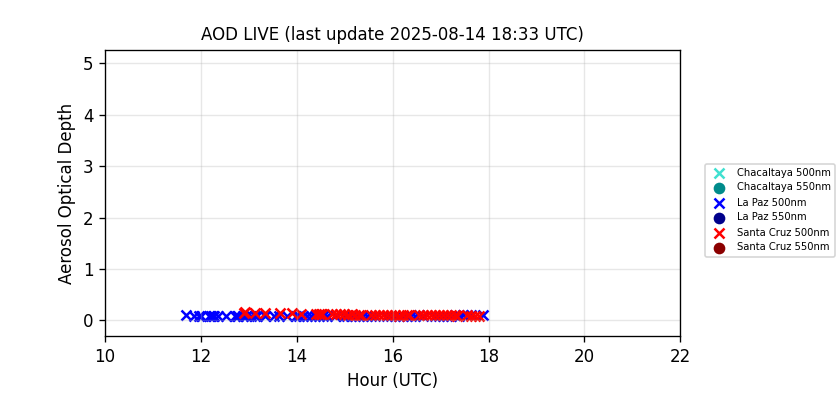 AOD LIVE (last update 2025-08-14 18:33 UTC)
Aerosol Optical Depth
5
4
3
2
1
0
10 12 14 16 18 20 22
Hour (UTC)
Chacaltaya 500nm
Chacaltaya 550nm
La Paz 500nm
La Paz 550nm
Santa Cruz 500nm
Santa Cruz 550nm